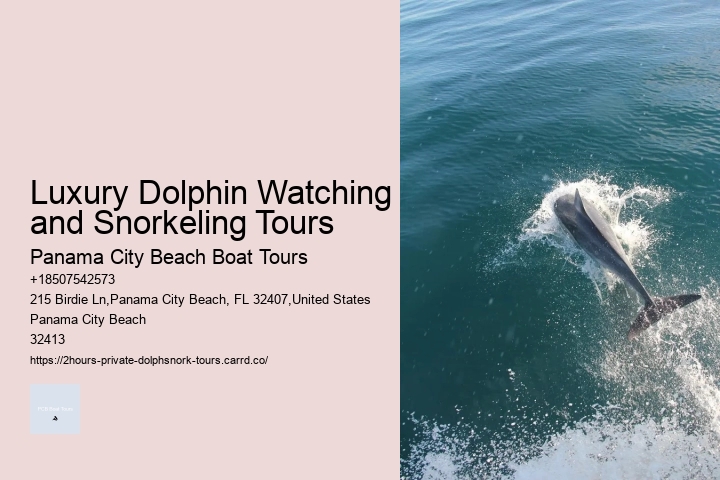 Luxury Dolphin Watching
and Snorkeling Tours
Panama City Beach Boat Tours
+18507542573
215 Birdie Ln,Panama City Beach, FL 32407,United States
Panama City Beach
32413
https://2hours-private-dolphsnork-tours.carrd.co/